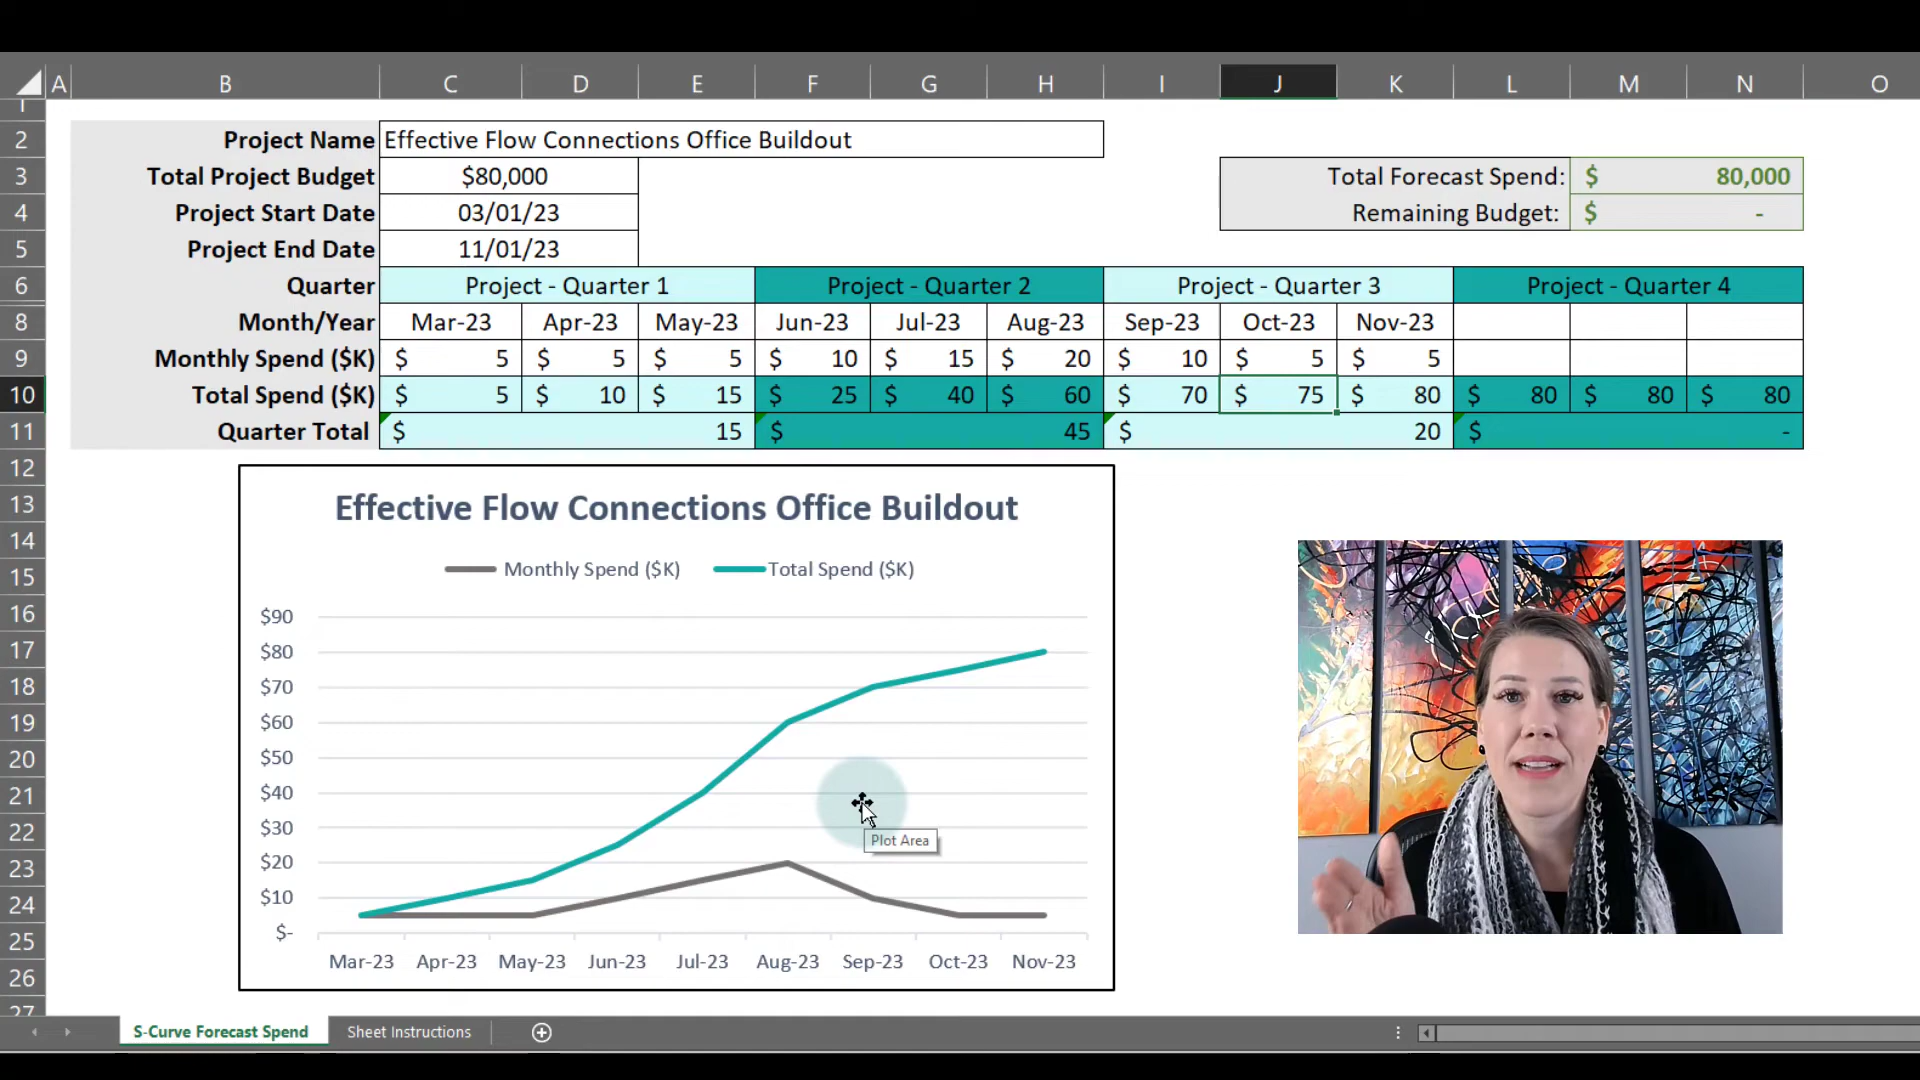 A B C D E F G H I J K L M N O
2 Project Name Effective Flow Connections Office Buildout
3 Total Project Budget $80,000 Total Forecast Spend: $ 80,000
4 Project Start Date 03/01/23 Remaining Budget: $ -
5 Project End Date 11/01/23
6 Quarter Project - Quarter 1 Project - Quarter 2 Project - Quarter 3 Project - Quarter 4
8 Month/Year Mar-23 Apr-23 May-23 Jun-23 Jul-23 Aug-23 Sep-23 Oct-23 Nov-23
9 Monthly Spend ($K) $ 5 $ 5 $ 5 $ 10 $ 15 $ 20 $ 10 $ 5 $ 5
10 Total Spend ($K) $ 5 $ 10 $ 15 $ 25 $ 40 $ 60 $ 70 $ 75 $ 80 $ 80 $ 80 $ 80
11 Quarter Total $ 15 $ 45 $ 20 $ -
12
13
14
15
16
17
18
19
20
21
22
23
24
25
26
27
Effective Flow Connections Office Buildout
Monthly Spend ($K) Total Spend ($K)
$90
$80
$70
$60
$50
$40
$30
$20
$10
$-
Plot Area
Mar-23 Apr-23 May-23 Jun-23 Jul-23 Aug-23 Sep-23 Oct-23 Nov-23
S-Curve Forecast Spend Sheet Instructions